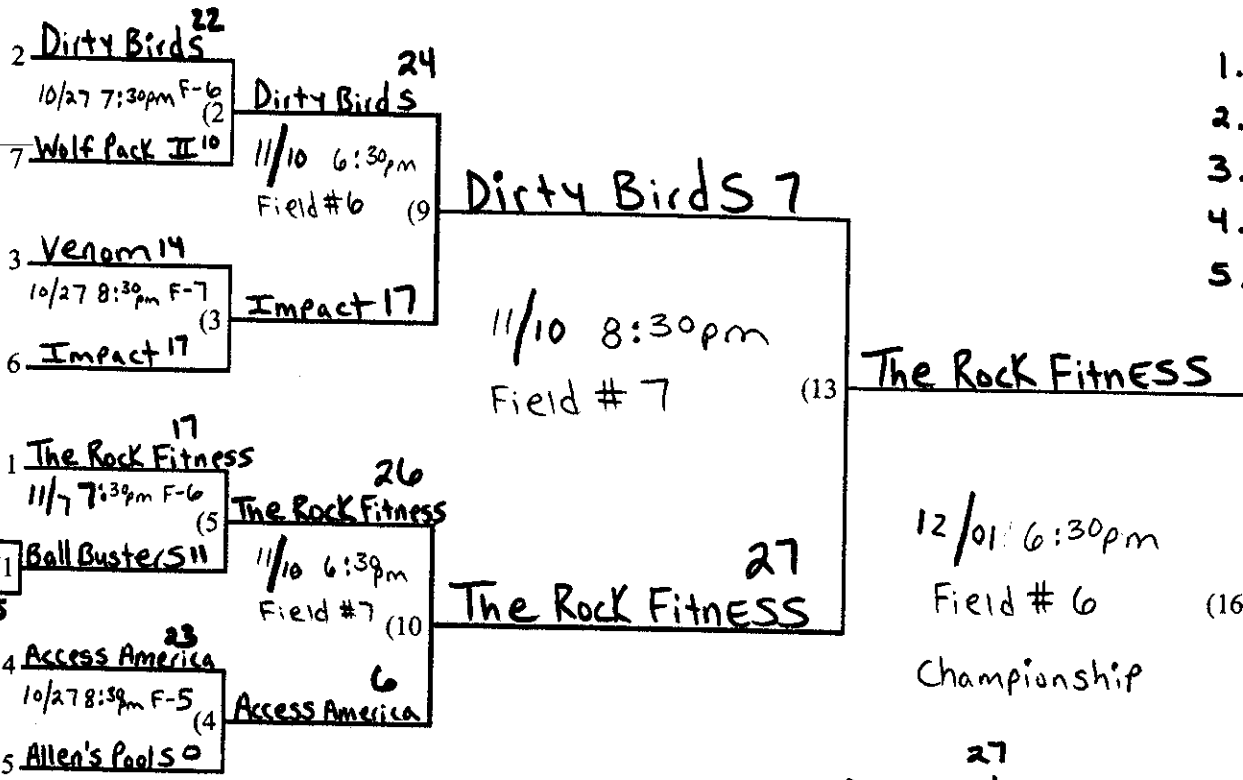 22
2 Dirty Birds
10/27 7:30pm F-6
(2
7 Wolf Pack II 10
24
Dirty Birds
11/10 6:30pm
Field #6 (9
3 Venom 14
10/27 8:30pm F-7
(3
6 Impact 17
Impact 17
Dirty Birds 7
11/10 8:30pm
Field # 7 (13
17
1 The Rock Fitness
11/7 7:30pm F-6
(5
1 Ball Busters 11
26
The Rock Fitness
11/10 6:30pm
Field #7 (10
23
4 Access America
10/27 8:30pm F-5
(4
5 Allen's Pools 0
6
Access America
27
The Rock Fitness
The Rock Fitness
12/01 6:30pm
Field # 6 (16
Championship
27
1.
2.
3.
4.
5.